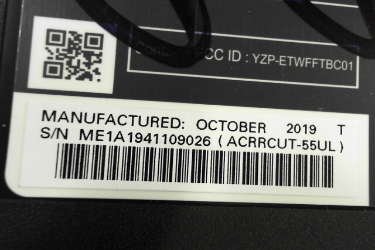 FCC ID : YZP-ETWFFTBC01
MANUFACTURED: OCTOBER 2019 T
S/N ME1A1941109026 ( ACRRCUT-55UL )